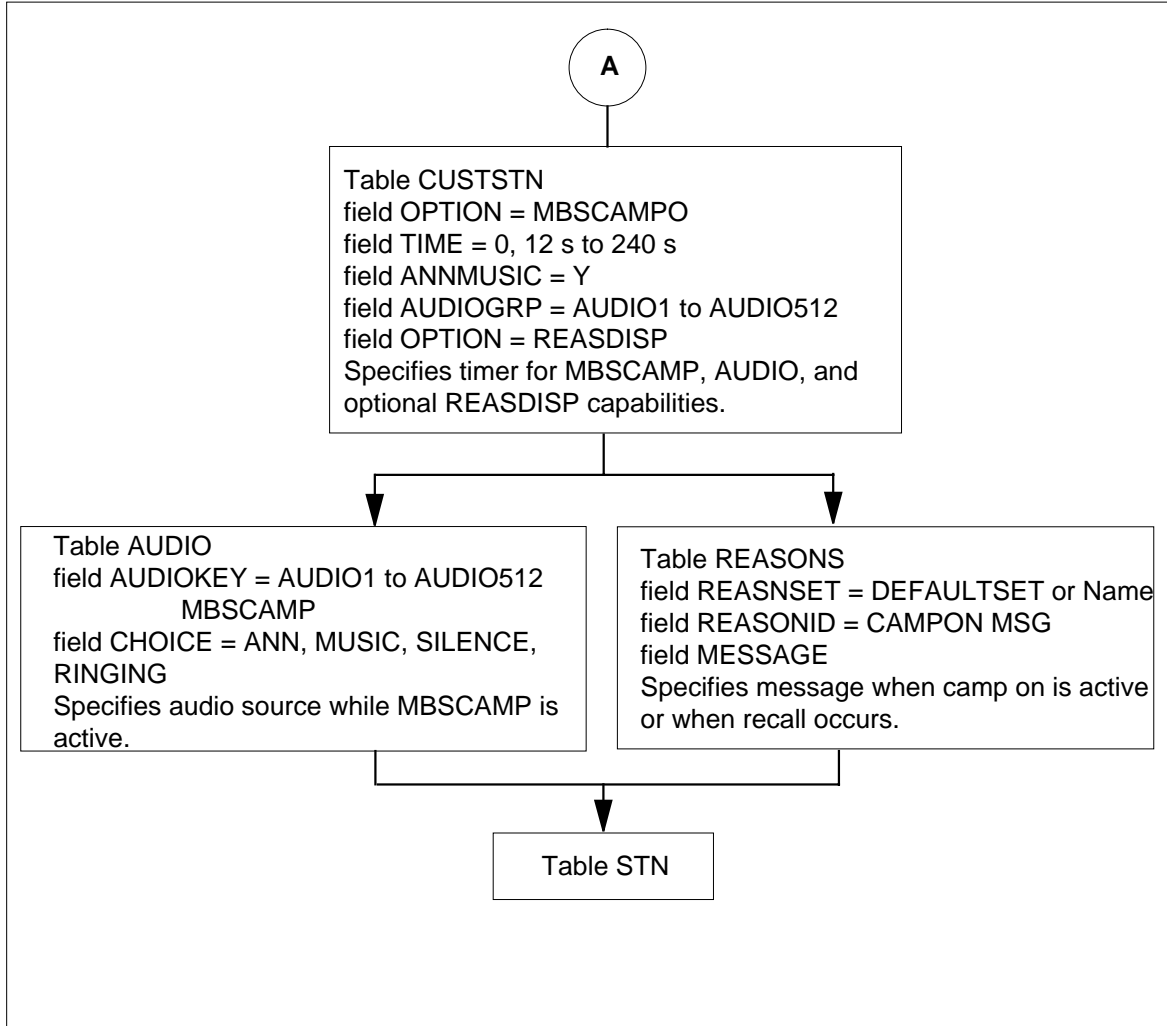 A
Table CUSTSTN
field OPTION = MBSCAMPO
field TIME = 0, 12 s to 240 s
field ANNMUSIC = Y
field AUDIOGRP = AUDIO1 to AUDIO512
field OPTION = REASDISP
Specifies timer for MBSCAMP, AUDIO, and
optional REASDISP capabilities.
Table AUDIO
field AUDIOKEY = AUDIO1 to AUDIO512
MBSCAMP
field CHOICE = ANN, MUSIC, SILENCE,
RINGING
Specifies audio source while MBSCAMP is
active.
Table REASONS
field REASNSET = DEFAULTSET or Name
field REASONID = CAMPON MSG
field MESSAGE
Specifies message when camp on is active
or when recall occurs.
Table STN